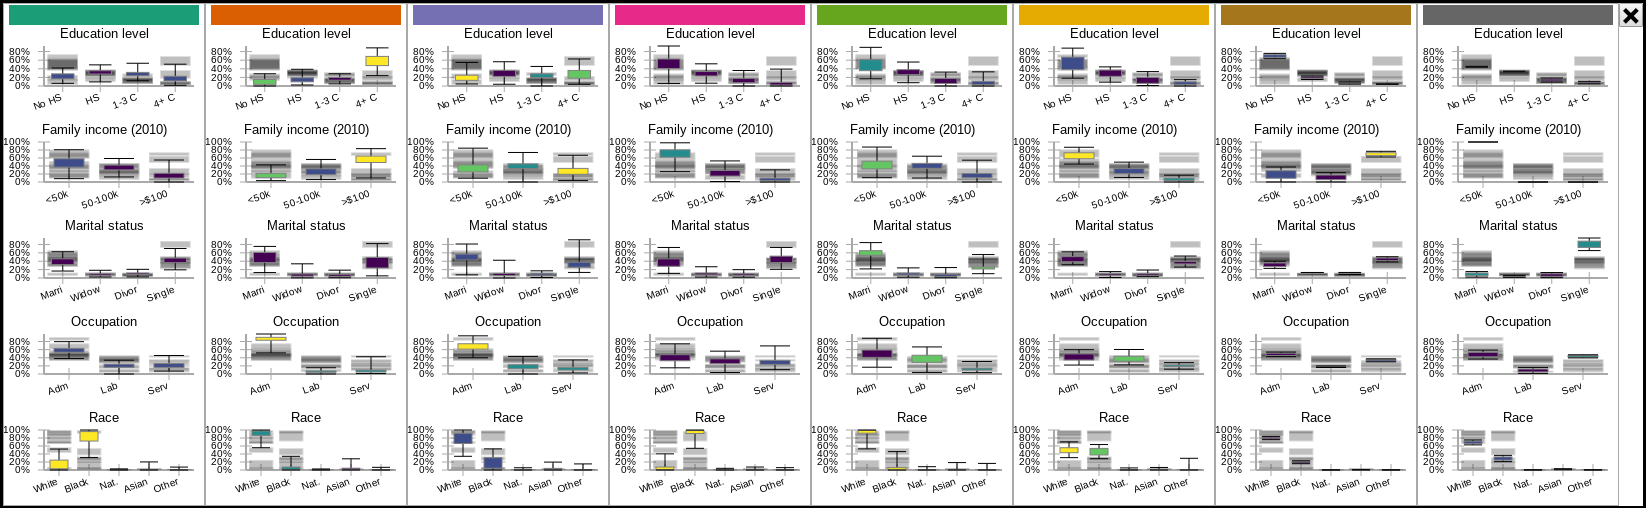 Education level Education level Education level Education level Education level Education level Education level Education level
80% 80% 80% 80% 80% 80% 80% 80%
60% 60% 60% 60% 60% 60% 60% 60%
40% 40% 40% 40% 40% 40% 40% 40%
20% 20% 20% 20% 20% 20% 20% 20%
0% 0% 0% 0% 0% 0% 0% 0%
No HS HS 1-3 C 4+ C No HS HS 1-3 C 4+ C No HS HS 1-3 C 4+ C No HS HS 1-3 C 4+ C No HS HS 1-3 C 4+ C No HS HS 1-3 C 4+ C No HS HS 1-3 C 4+ C No HS HS 1-3 C 4+ C
Family income (2010) Family income (2010) Family income (2010) Family income (2010) Family income (2010) Family income (2010) Family income (2010) Family income (2010)
100% 100% 100% 100% 100% 100% 100% 100%
80% 80% 80% 80% 80% 80% 80% 80%
60% 60% 60% 60% 60% 60% 60% 60%
40% 40% 40% 40% 40% 40% 40% 40%
20% 20% 20% 20% 20% 20% 20% 20%
0% 0% 0% 0% 0% 0% 0% 0%
<50k 50-100k >$100 <50k 50-100k >$100 <50k 50-100k >$100 <50k 50-100k >$100 <50k 50-100k >$100 <50k 50-100k >$100 <50k 50-100k >$100 <50k 50-100k >$100
Marital status Marital status Marital status Marital status Marital status Marital status Marital status Marital status
80% 80% 80% 80% 80% 80% 80% 80%
60% 60% 60% 60% 60% 60% 60% 60%
40% 40% 40% 40% 40% 40% 40% 40%
20% 20% 20% 20% 20% 20% 20% 20%
0% 0% 0% 0% 0% 0% 0% 0%
Marri Widow Divor Single Marri Widow Divor Single Marri Widow Divor Single Marri Widow Divor Single Marri Widow Divor Single Marri Widow Divor Single Marri Widow Divor Single Marri Widow Divor Single
Occupation Occupation Occupation Occupation Occupation Occupation Occupation Occupation
80% 80% 80% 80% 80% 80% 80% 80%
60% 60% 60% 60% 60% 60% 60% 60%
40% 40% 40% 40% 40% 40% 40% 40%
20% 20% 20% 20% 20% 20% 20% 20%
0% 0% 0% 0% 0% 0% 0% 0%
Adm Lab Serv Adm Lab Serv Adm Lab Serv Adm Lab Serv Adm Lab Serv Adm Lab Serv Adm Lab Serv Adm Lab Serv
Race Race Race Race Race Race Race Race
100% 100% 100% 100% 100% 100% 100% 100%
80% 80% 80% 80% 80% 80% 80% 80%
60% 60% 60% 60% 60% 60% 60% 60%
40% 40% 40% 40% 40% 40% 40% 40%
20% 20% 20% 20% 20% 20% 20% 20%
0% 0% 0% 0% 0% 0% 0% 0%
White Black Nat. Asian Other White Black Nat. Asian Other White Black Nat. Asian Other White Black Nat. Asian Other White Black Nat. Asian Other White Black Nat. Asian Other White Black Nat. Asian Other White Black Nat. Asian Other